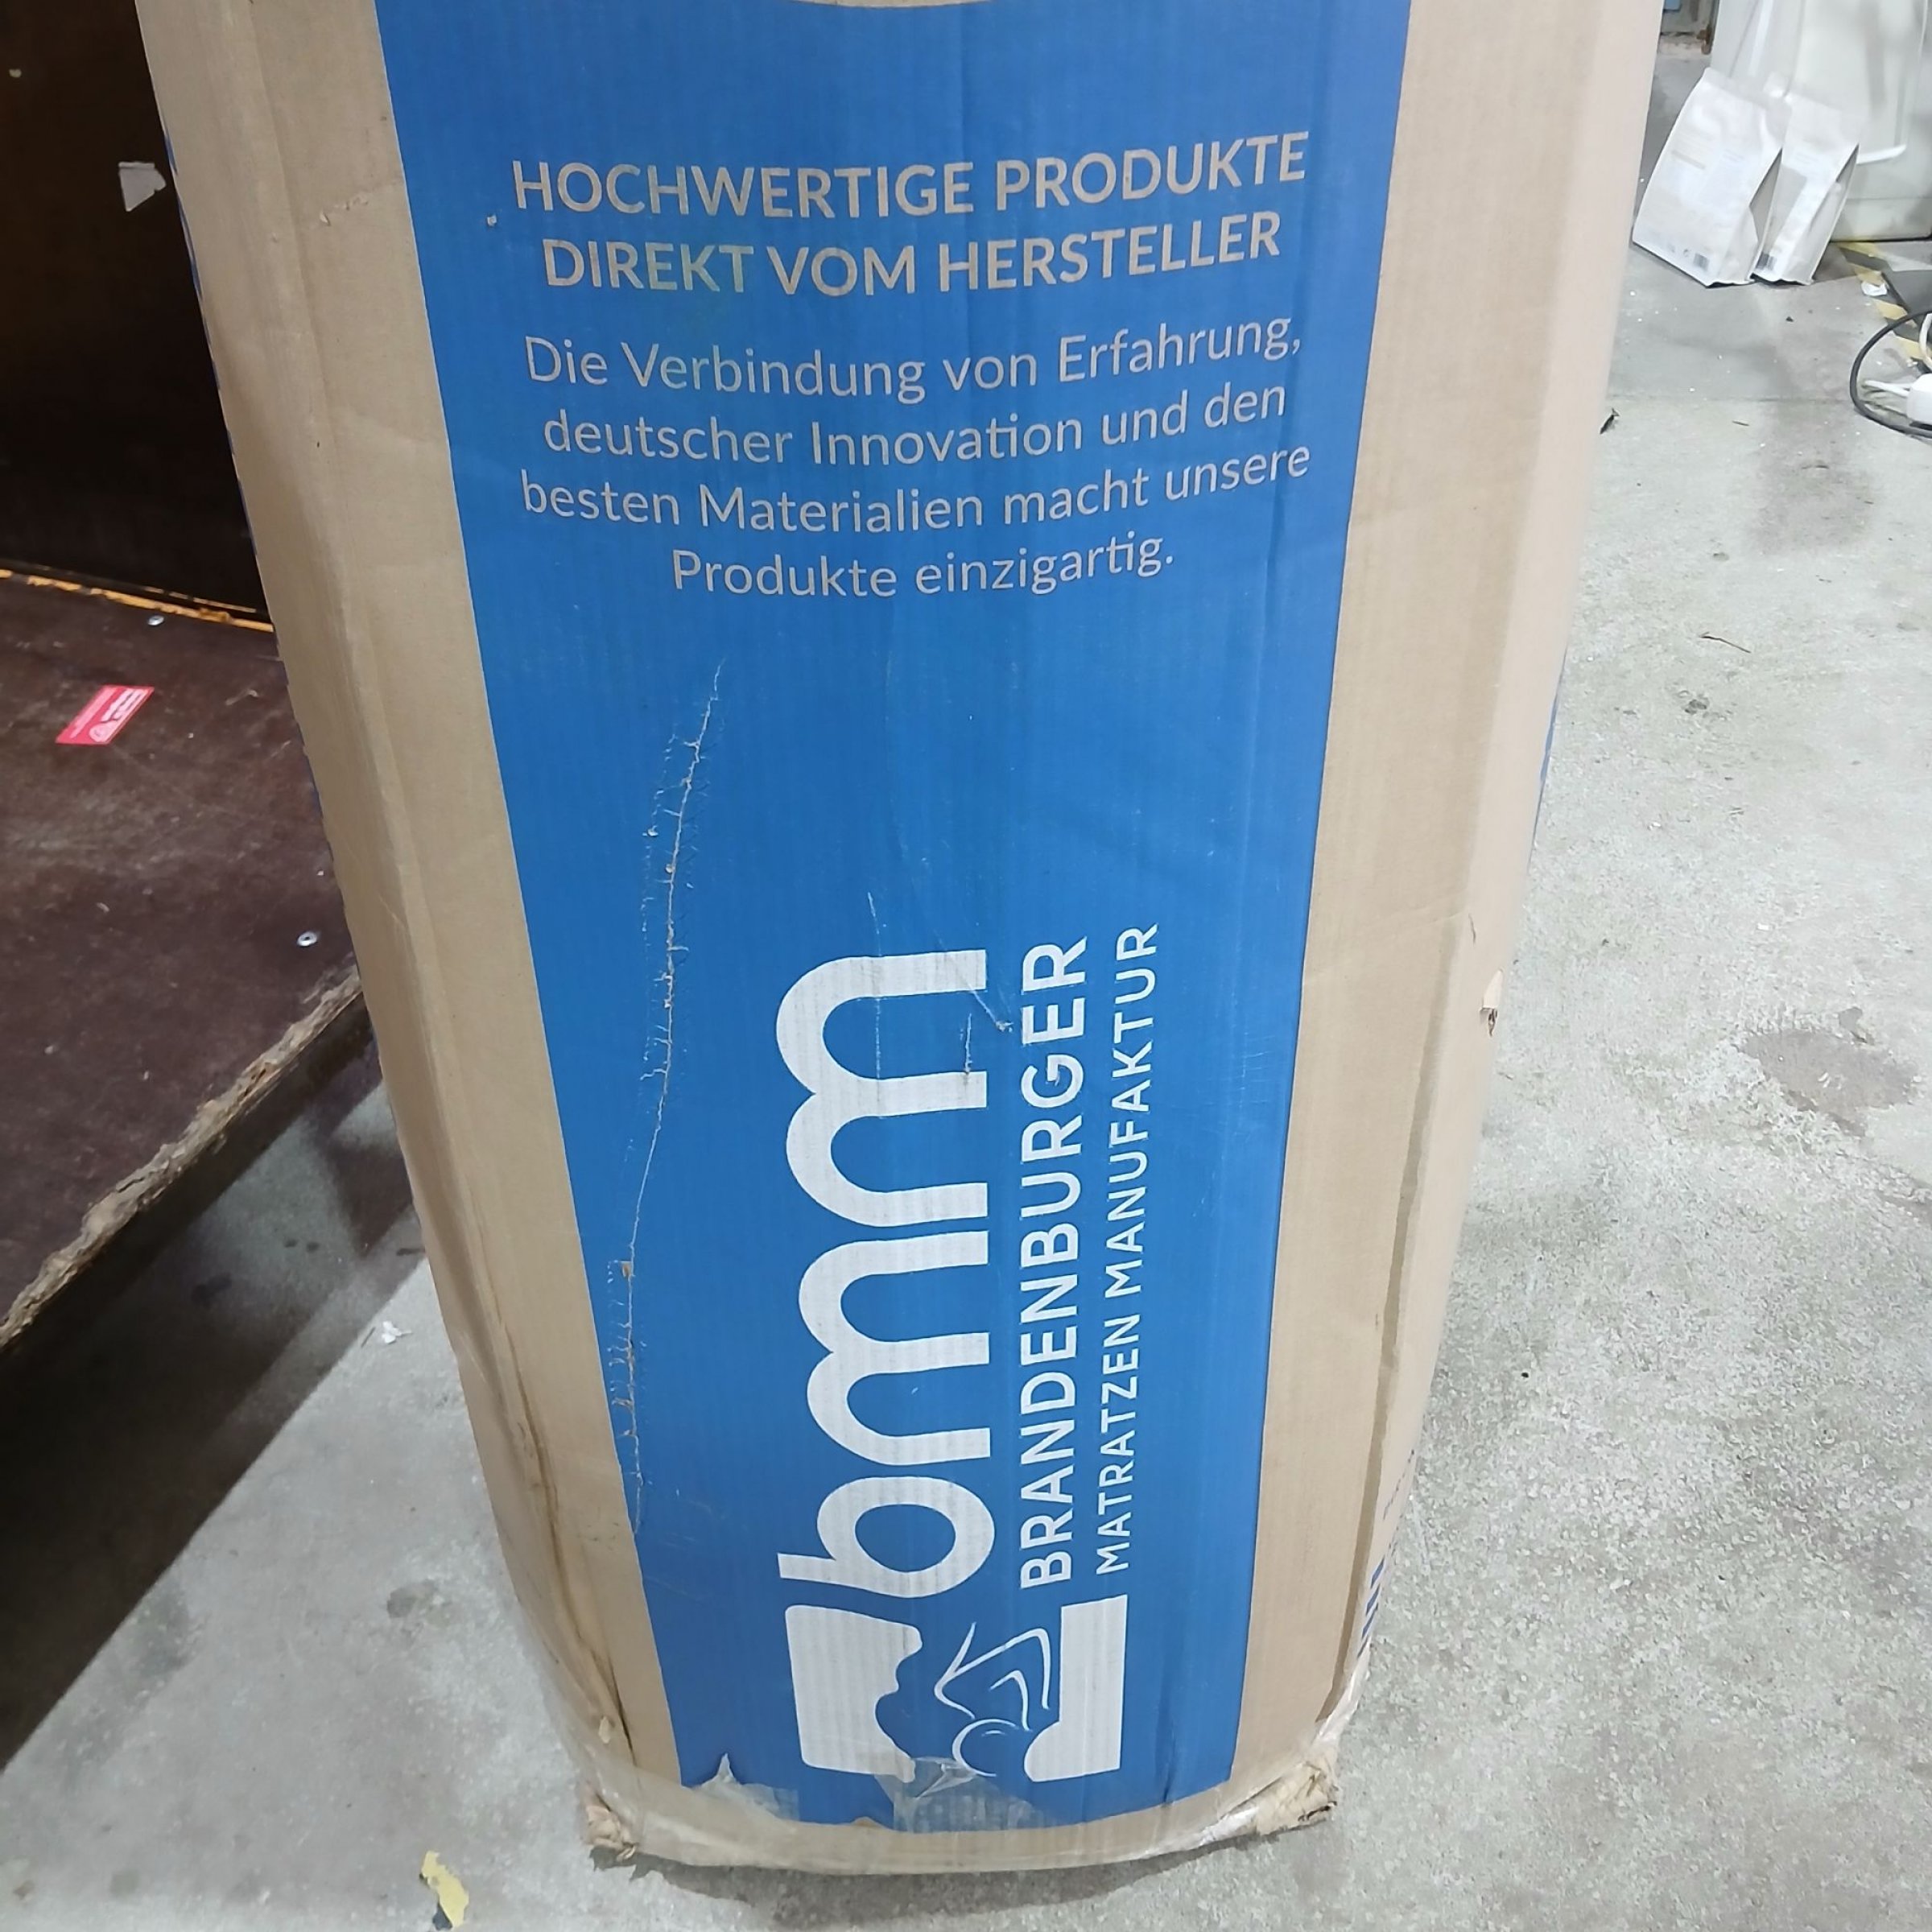 HOCHWERTIGE PRODUKTE
DIREKT VOM HERSTELLER
Die Verbindung von Erfahrung,
deutscher Innovation und den
besten Materialien macht unsere
Produkte einzigartig.
bmm
BRANDENBURGER
MATRATZEN MANUFAKTUR